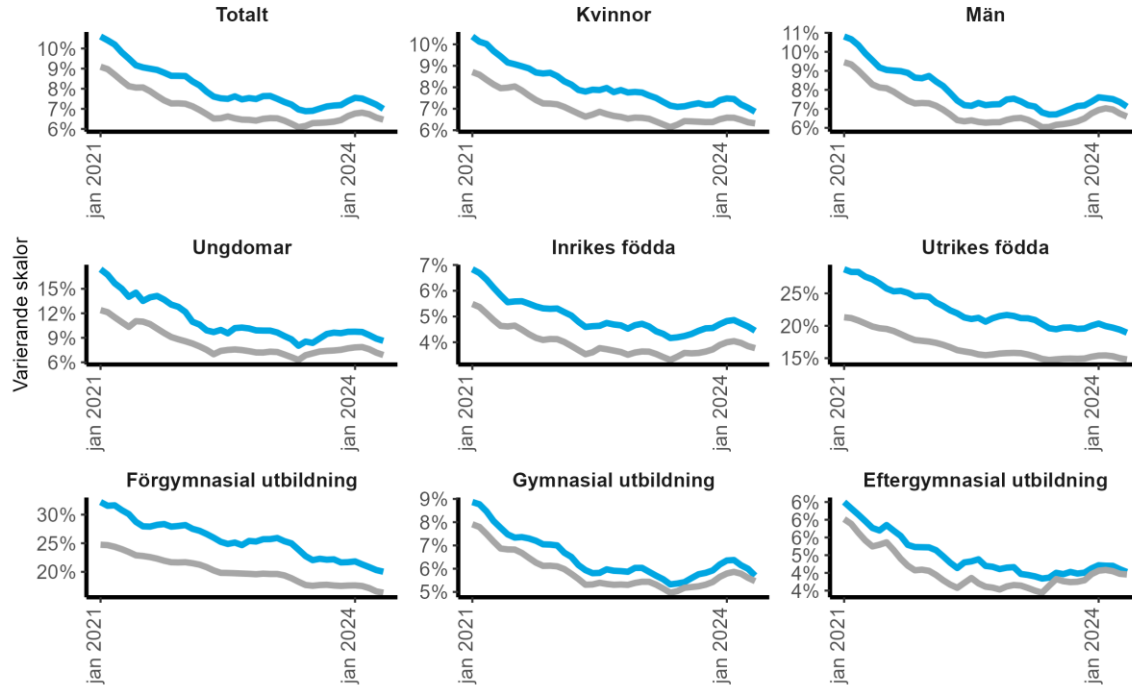 Totalt
10%
9%
8%
7%
6%
jan 2021
jan 2024
Kvinnor
10%
9%
8%
7%
6%
jan 2021
jan 2024
Män
11%
10%
9%
8%
7%
6%
jan 2021
jan 2024
Varierande skalor
Ungdomar
15%
12%
9%
6%
jan 2021
jan 2024
Inrikes födda
7%
6%
5%
4%
jan 2021
jan 2024
Utrikes födda
25%
20%
15%
jan 2021
jan 2024
Förgymnasial utbildning
30%
25%
20%
jan 2021
jan 2024
Gymnasial utbildning
9%
8%
7%
6%
5%
jan 2021
jan 2024
Eftergymnasial utbildning
6%
6%
5%
5%
4%
4%
jan 2021
jan 2024